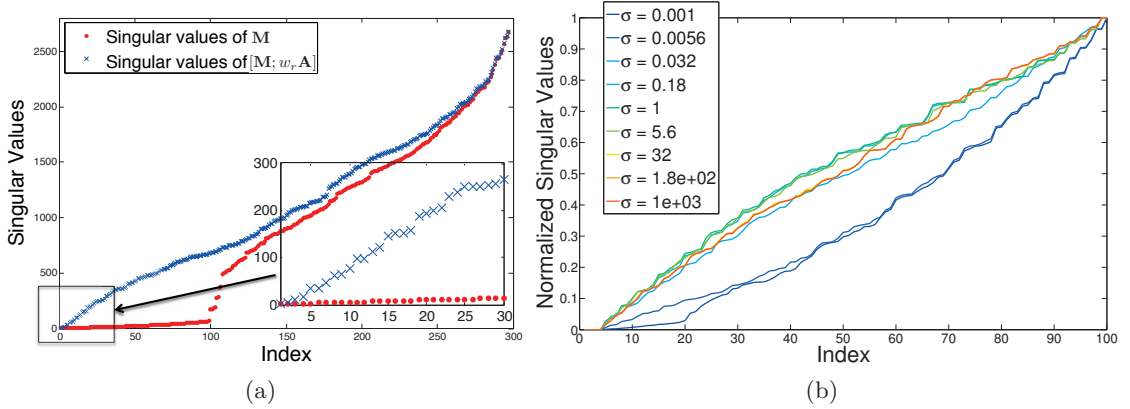 Singular values of M
Singular values of [M; w_r A]
Singular Values
2500
2000
1500
1000
500
0
0
50
100
150
200
250
300
Index
300
200
100
0
5
10
15
20
25
30
(a)
σ = 0.001
σ = 0.0056
σ = 0.032
σ = 0.18
σ = 1
σ = 5.6
σ = 32
σ = 1.8e+02
σ = 1e+03
Normalized Singular Values
1
0.9
0.8
0.7
0.6
0.5
0.4
0.3
0.2
0.1
0
0
10
20
30
40
50
60
70
80
90
100
Index
(b)